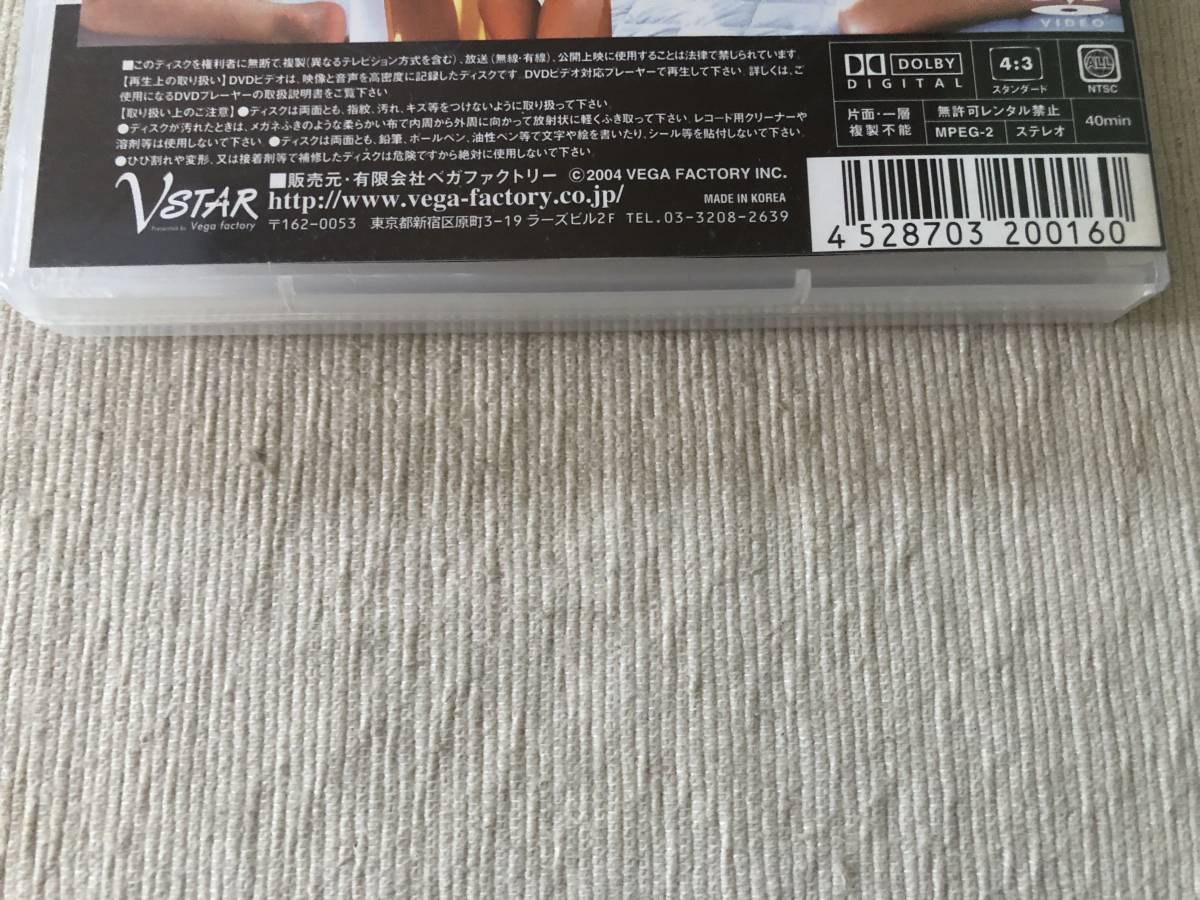 VIDEO
■このディスクを権利者に無断で、複製(異なるテレビジョン方式を含む)、放送(無線・有線)、公開上映に使用することは法律で禁じられています。
【再生上の取り扱い】DVDビデオは、映像と音声を高密度に記録したディスクです DVDビデオ対応プレーヤーで再生して下さい. 詳しくは、ご
使用になるDVDプレーヤーの取扱説明書をご覧下さい
【取り扱い上のご注意】●ディスクは両面とも、指紋、汚れ、キズ等をつけないように取り扱って下さい。
●ディスクが汚れたときは、メガネふきのような柔らかい布で内周から外周に向かって放射状に軽くふき取って下さい. レコード用クリーナーや
溶剤等は使用しないで下さい ●ディスクは両面とも、鉛筆、ボールペン、油性ペン等で文字や絵を書いたり、シール等を貼付しないで下さい.
●ひび割れや変形、又は接着剤等で補修したディスクは危険ですから絶対に使用しないで下さい
VSTAR
Presented by Vega factory
■販売元・有限会社ベガファクトリー ©2004 VEGA FACTORY INC.
http://www.vega-factory.co.jp/ MADE IN KOREA
〒162-0053 東京都新宿区原町3-19 ラーズビル2F TEL.03-3208-2639
DOLBY
DIGITAL
4:3
スタンダード
ALL
NTSC
片面・一層
複製不能
無許可レンタル禁止
MPEG-2 ステレオ
40min
4 528703 200160